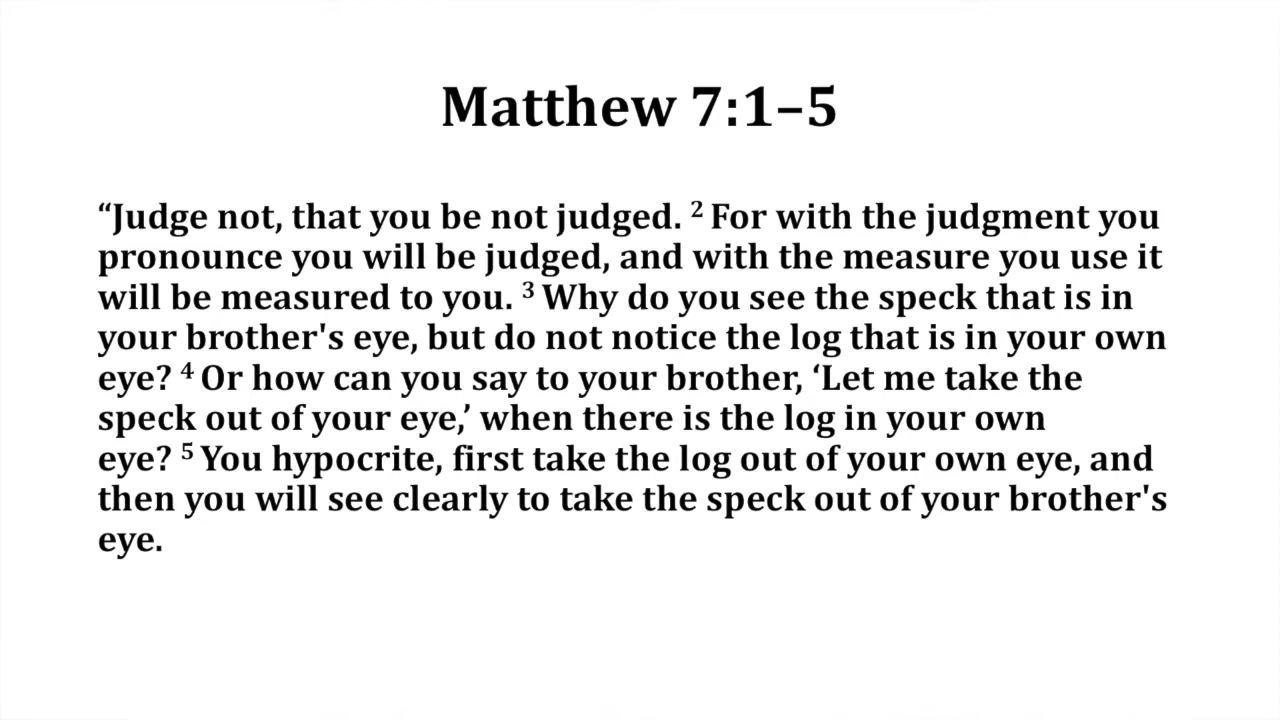 Matthew 7:1–5
“Judge not, that you be not judged. ² For with the judgment you
pronounce you will be judged, and with the measure you use it
will be measured to you. ³ Why do you see the speck that is in
your brother's eye, but do not notice the log that is in your own
eye? ⁴ Or how can you say to your brother, ‘Let me take the
speck out of your eye,’ when there is the log in your own
eye? ⁵ You hypocrite, first take the log out of your own eye, and
then you will see clearly to take the speck out of your brother's
eye.